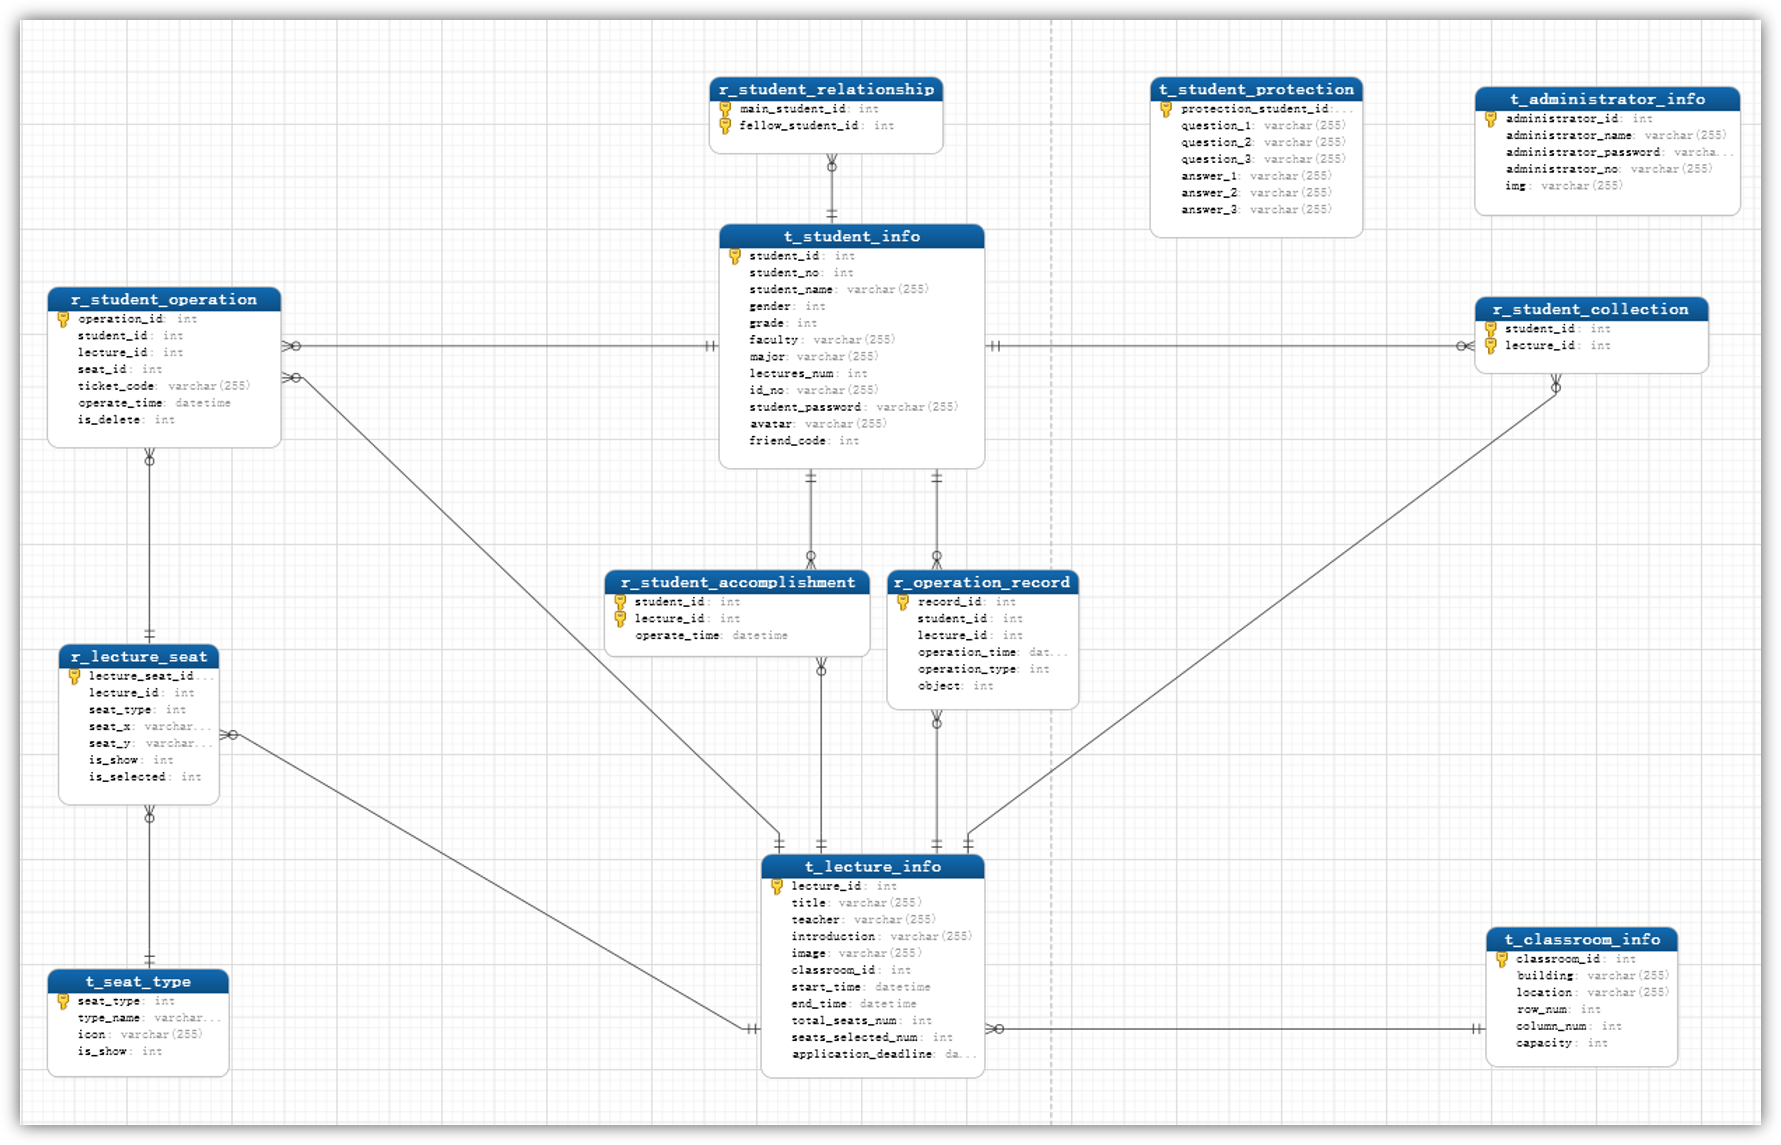 r_student_relationship
main_student_id: int
fellow_student_id: int
t_student_protection
protection_student_id:...
question_1: varchar(255)
question_2: varchar(255)
question_3: varchar(255)
answer_1: varchar(255)
answer_2: varchar(255)
answer_3: varchar(255)
t_administrator_info
administrator_id: int
administrator_name: varchar(255)
administrator_password: varcha...
administrator_no: varchar(255)
img: varchar(255)
t_student_info
student_id: int
student_no: int
student_name: varchar(255)
gender: int
grade: int
faculty: varchar(255)
major: varchar(255)
lectures_num: int
id_no: varchar(255)
student_password: varchar(255)
avatar: varchar(255)
friend_code: int
r_student_operation
operation_id: int
student_id: int
lecture_id: int
seat_id: int
ticket_code: varchar(255)
operate_time: datetime
is_delete: int
r_student_collection
student_id: int
lecture_id: int
r_student_accomplishment
student_id: int
lecture_id: int
operate_time: datetime
r_operation_record
record_id: int
student_id: int
lecture_id: int
operation_time: dat...
operation_type: int
object: int
r_lecture_seat
lecture_seat_id...
lecture_id: int
seat_type: int
seat_x: varchar...
seat_y: varchar...
is_show: int
is_selected: int
t_lecture_info
lecture_id: int
title: varchar(255)
teacher: varchar(255)
introduction: varchar(255)
image: varchar(255)
classroom_id: int
start_time: datetime
end_time: datetime
total_seats_num: int
seats_selected_num: int
application_deadline: da...
t_classroom_info
classroom_id: int
building: varchar(255)
location: varchar(255)
row_num: int
column_num: int
capacity: int
t_seat_type
seat_type: int
type_name: varchar...
icon: varchar(255)
is_show: int